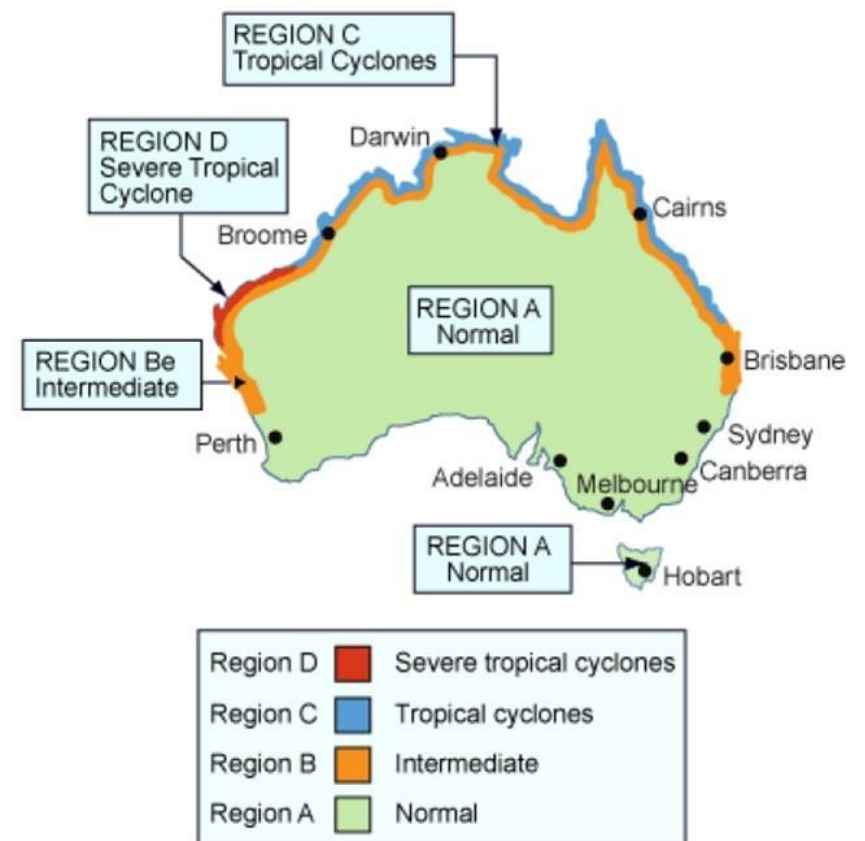 REGION C
Tropical Cyclones
REGION D
Severe Tropical
Cyclone
Darwin
Cairns
Broome
REGION A
Normal
REGION Be
Intermediate
Brisbane
Perth
Sydney
Adelaide
Canberra
Melbourne
REGION A
Normal
Hobart
Region D Severe tropical cyclones
Region C Tropical cyclones
Region B Intermediate
Region A Normal